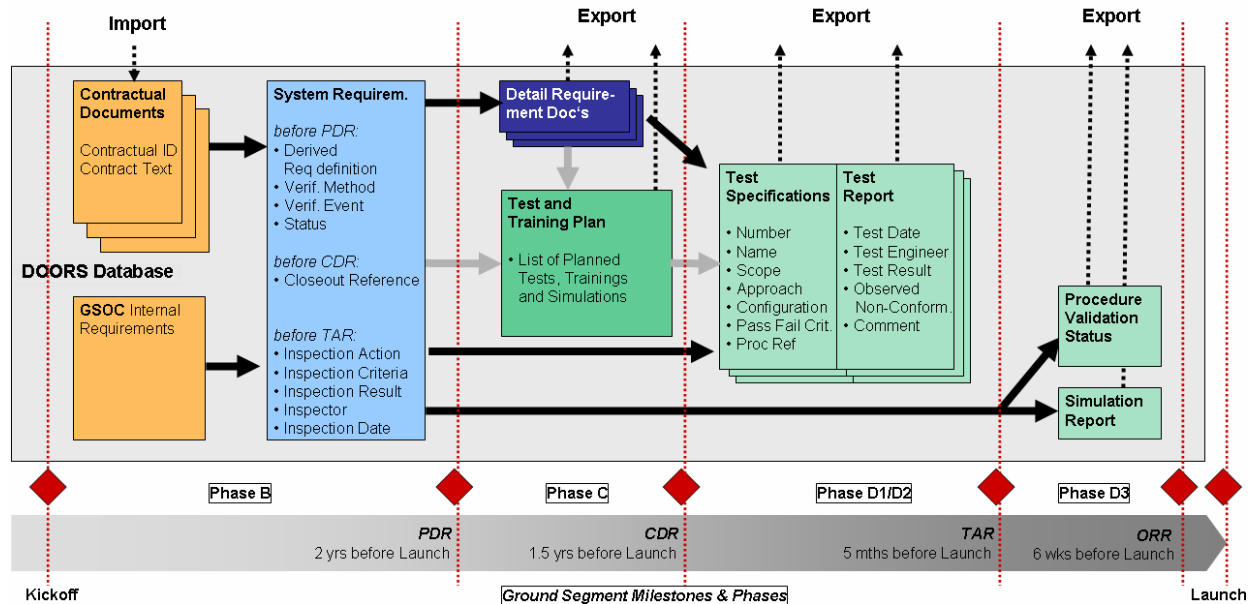 Import
Export
Export
Export
Contractual
Documents
Contractual ID
Contract Text
DOORS Database
GSOC Internal
Requirements
System Requirem.
before PDR:
• Derived
Req definition
• Verif. Method
• Verif. Event
• Status
before CDR:
• Closeout Reference
before TAR:
• Inspection Action
• Inspection Criteria
• Inspection Result
• Inspector
• Inspection Date
Detail Require-
ment Doc's
Test and
Training Plan
• List of Planned
Tests, Trainings
and Simulations
Test
Specifications
• Number
• Name
• Scope
• Approach
• Configuration
• Pass Fail Crit.
• Proc Ref
Test
Report
• Test Date
• Test Engineer
• Test Result
• Observed
Non-Conform.
• Comment
Procedure
Validation
Status
Simulation
Report
Phase B
Phase C
Phase D1/D2
Phase D3
PDR
2 yrs before Launch
CDR
1.5 yrs before Launch
TAR
5 mths before Launch
ORR
6 wks before Launch
Kickoff
Ground Segment Milestones & Phases
Launch